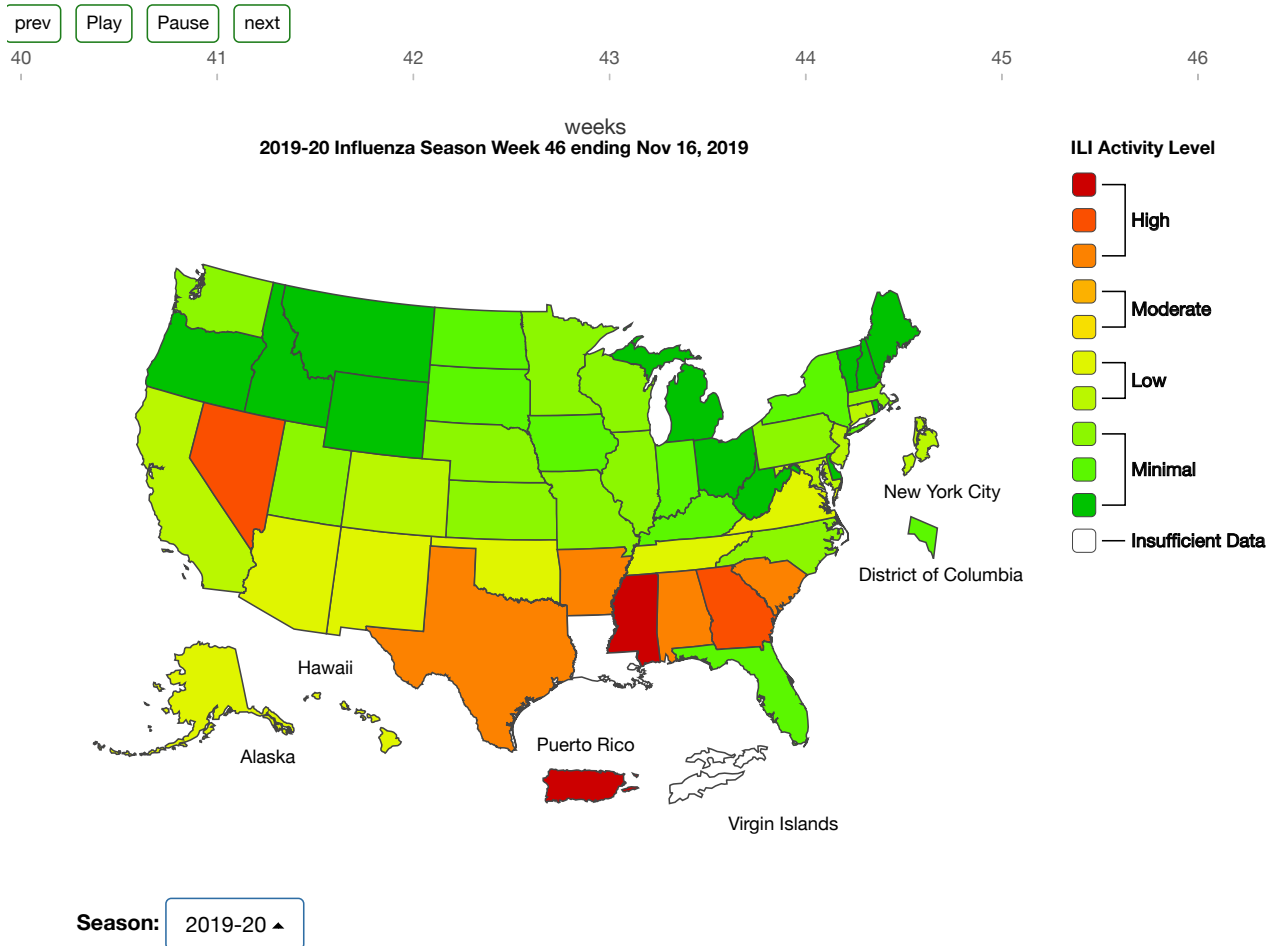 prev Play Pause next
40 41 42 43 44 45 46
weeks
2019-20 Influenza Season Week 46 ending Nov 16, 2019
ILI Activity Level
High
Moderate
Low
Minimal
Insufficient Data
New York City
District of Columbia
Hawaii
Alaska
Puerto Rico
Virgin Islands
Season: 2019-20